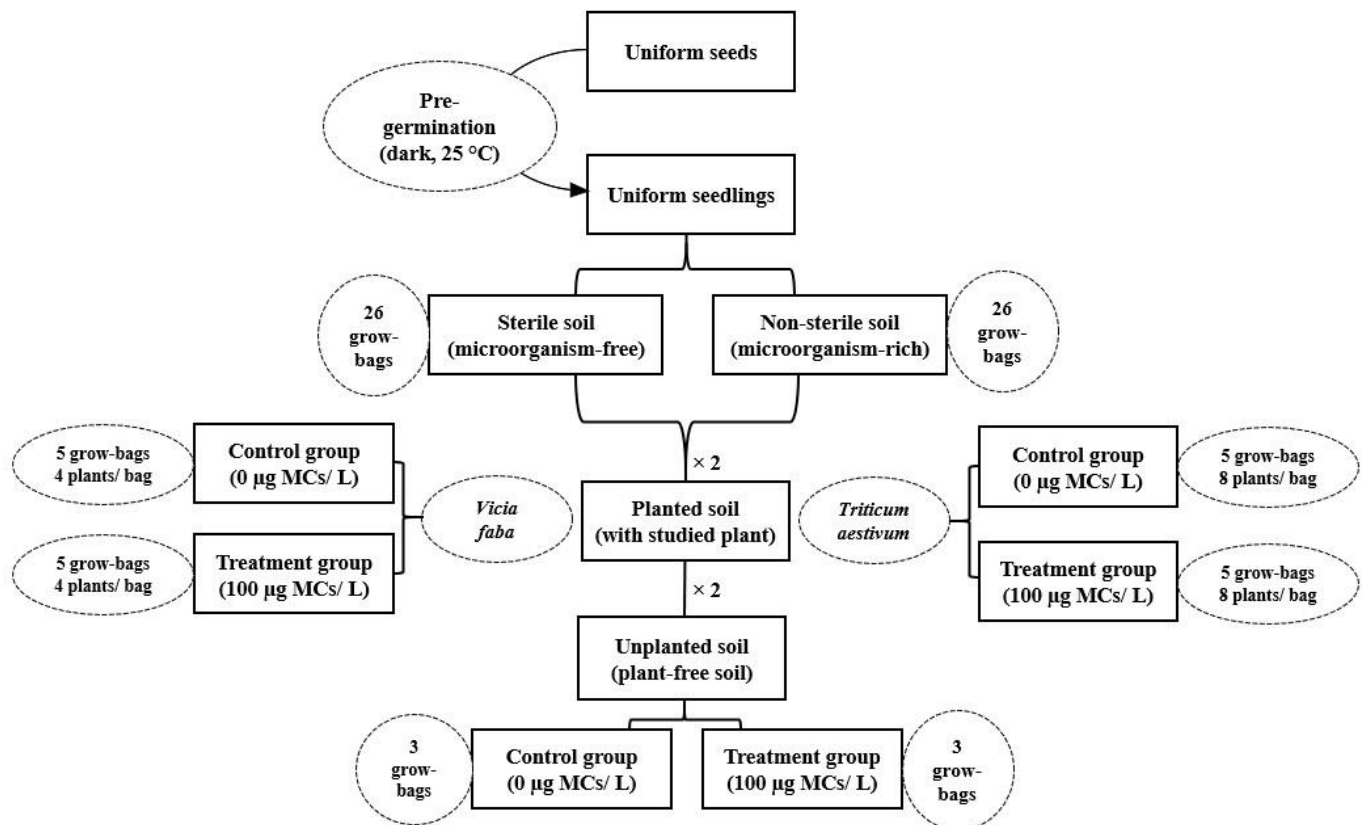 Uniform seeds
Pre-
germination
(dark, 25 °C)
Uniform seedlings
26
grow-
bags
Sterile soil
(microorganism-free)
Non-sterile soil
(microorganism-rich)
26
grow-
bags
5 grow-bags
4 plants/ bag
Control group
(0 µg MCs/ L)
× 2
Control group
(0 µg MCs/ L)
5 grow-bags
8 plants/ bag
Vicia
faba
Planted soil
(with studied plant)
Triticum
aestivum
5 grow-bags
4 plants/ bag
Treatment group
(100 µg MCs/ L)
× 2
Treatment group
(100 µg MCs/ L)
5 grow-bags
8 plants/ bag
Unplanted soil
(plant-free soil)
3
grow-
bags
Control group
(0 µg MCs/ L)
Treatment group
(100 µg MCs/ L)
3
grow-
bags